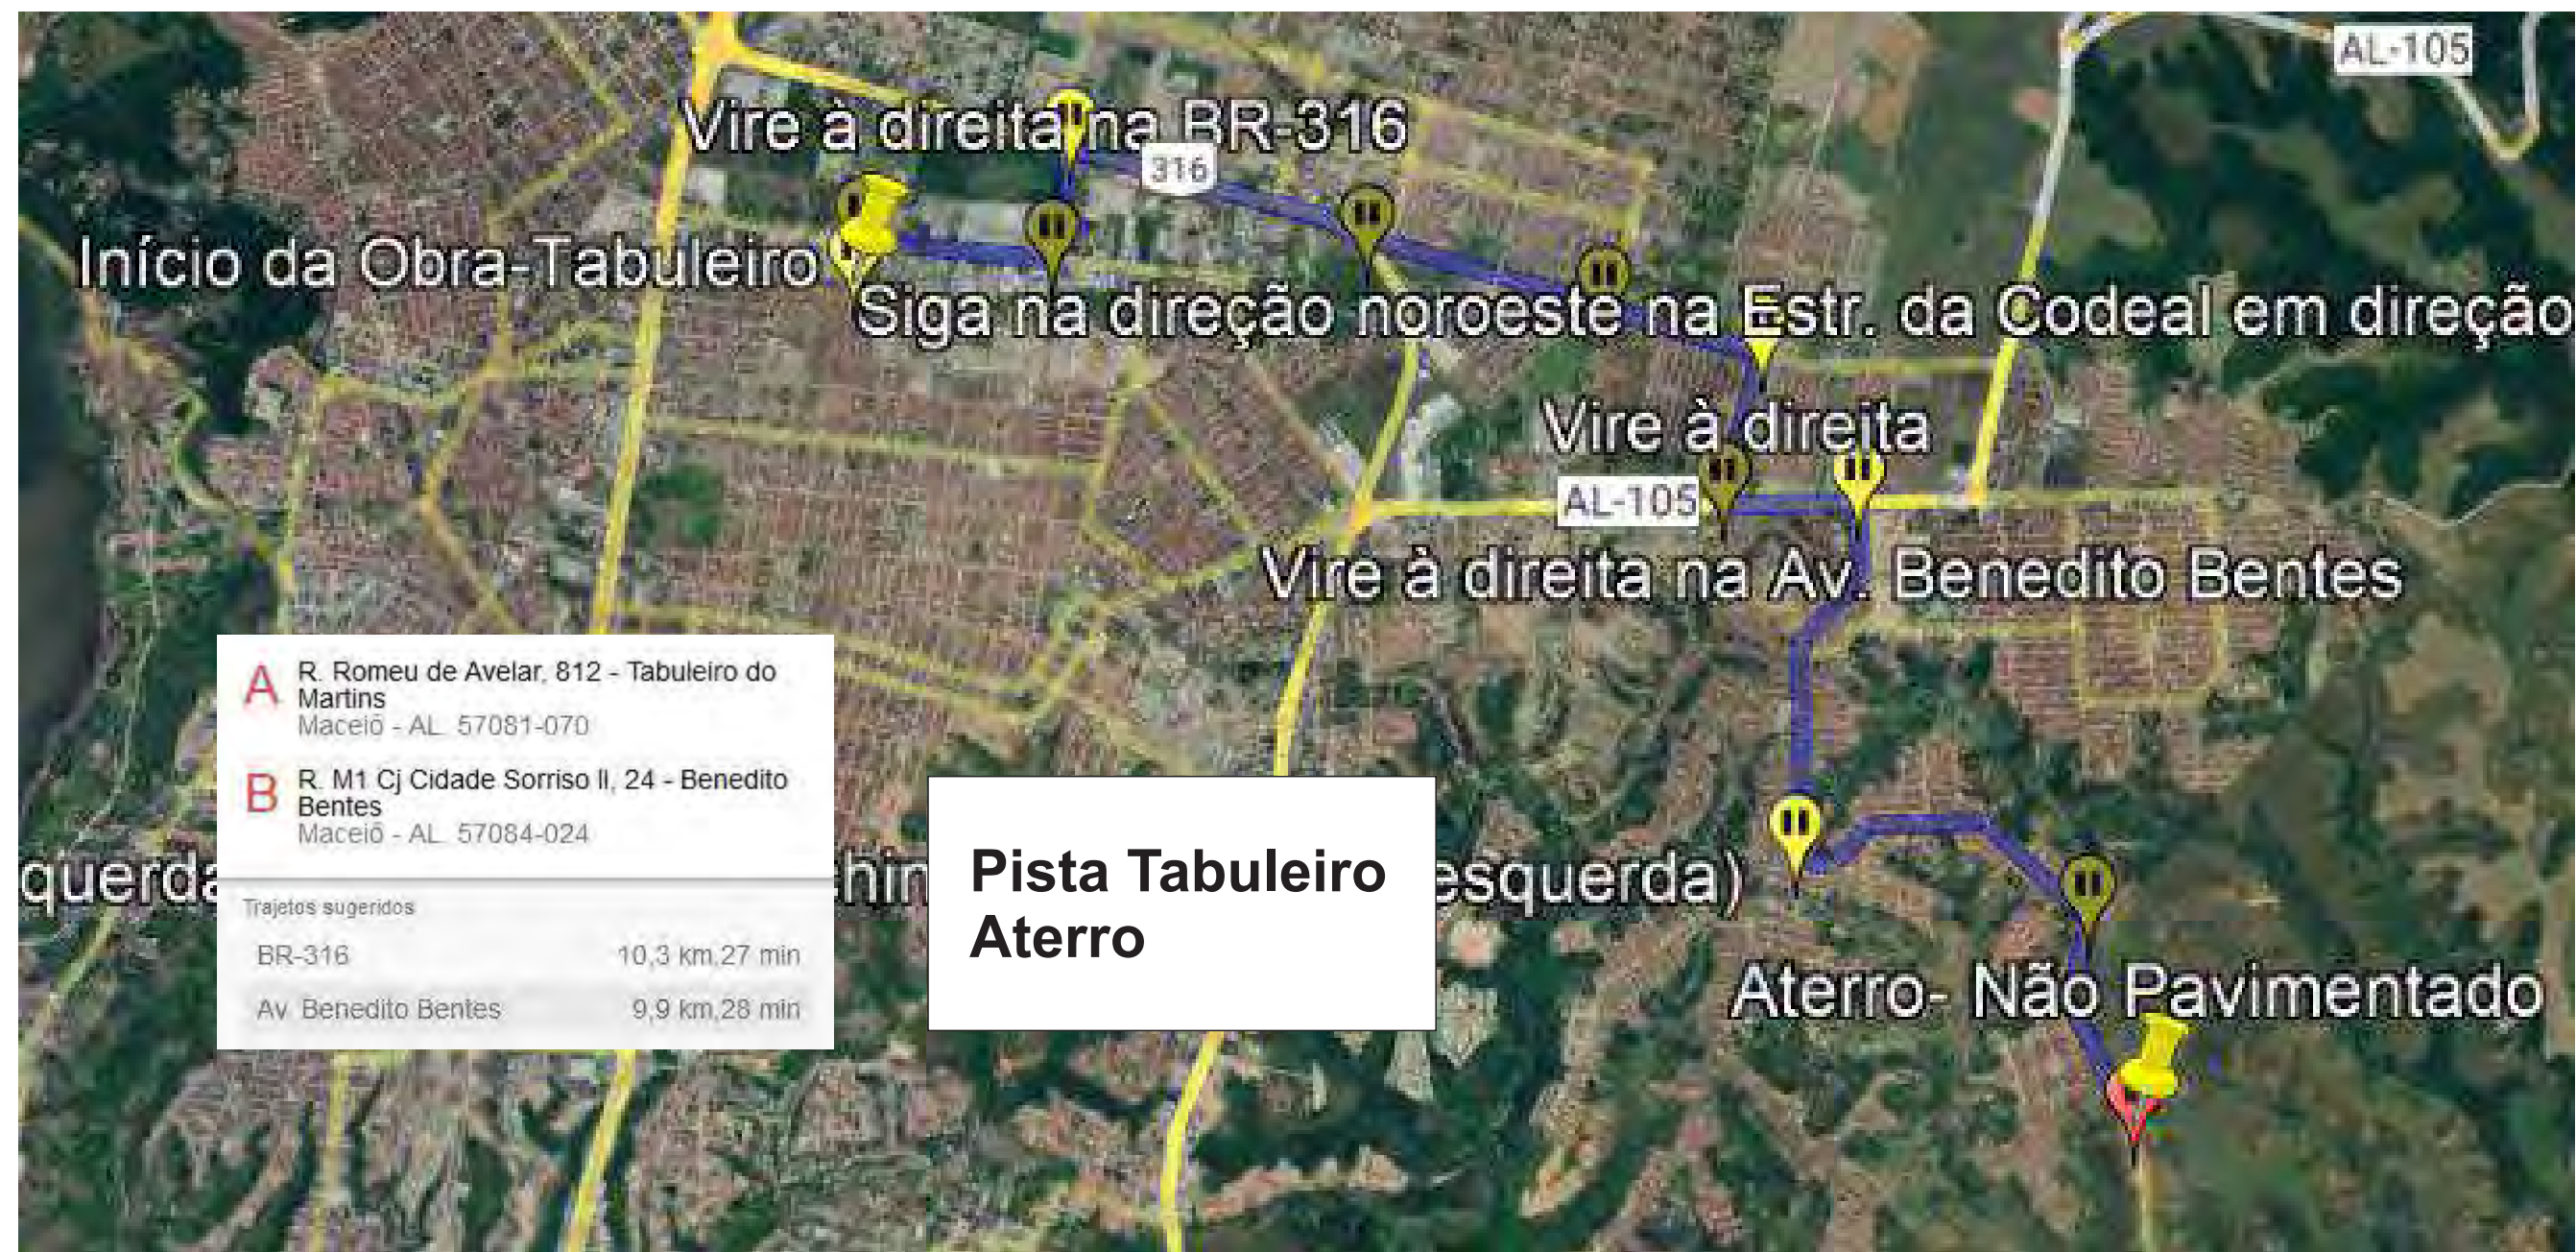 AL-105
Vire à direita na BR-316
316
Início da Obra-Tabuleiro
Siga na direção noroeste na Estr. da Codeal em direção
Vire à direita
AL-105
Vire à direita na Av. Benedito Bentes
A R. Romeu de Avelar, 812 - Tabuleiro do
Martins
Maceió - AL. 57081-070
B R. M1 Cj Cidade Sorriso II, 24 - Benedito
Bentes
Maceió - AL. 57084-024
querda
hin
esquerda)
Pista Tabuleiro
Aterro
Trajetos sugeridos
BR-316 10,3 km,27 min
Av. Benedito Bentes 9,9 km,28 min
Aterro- Não Pavimentado